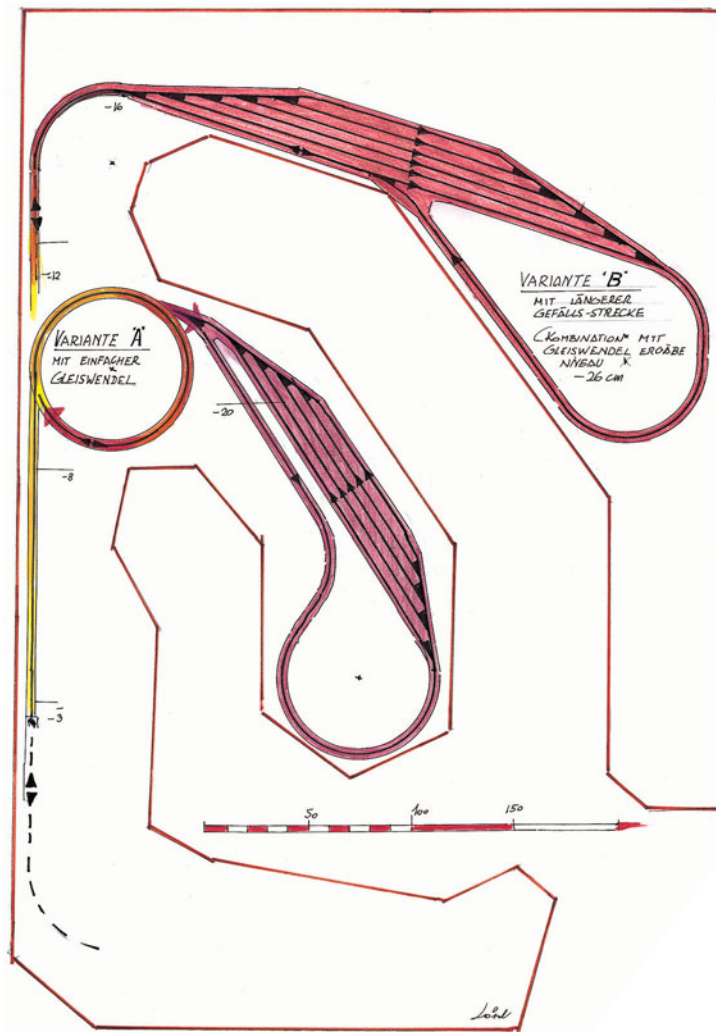 -16
-12
VARIANTE "B"
MIT LÄNGERER
GEFÄLLS-STRECKE
(KOMBINATION* MIT
GLEISWENDEL ERGÄBE
NIVEAU *
-26 cm
VARIANTE "A"
MIT EINFACHER
GLEISWENDEL
-20
-8
-3
50
100
150